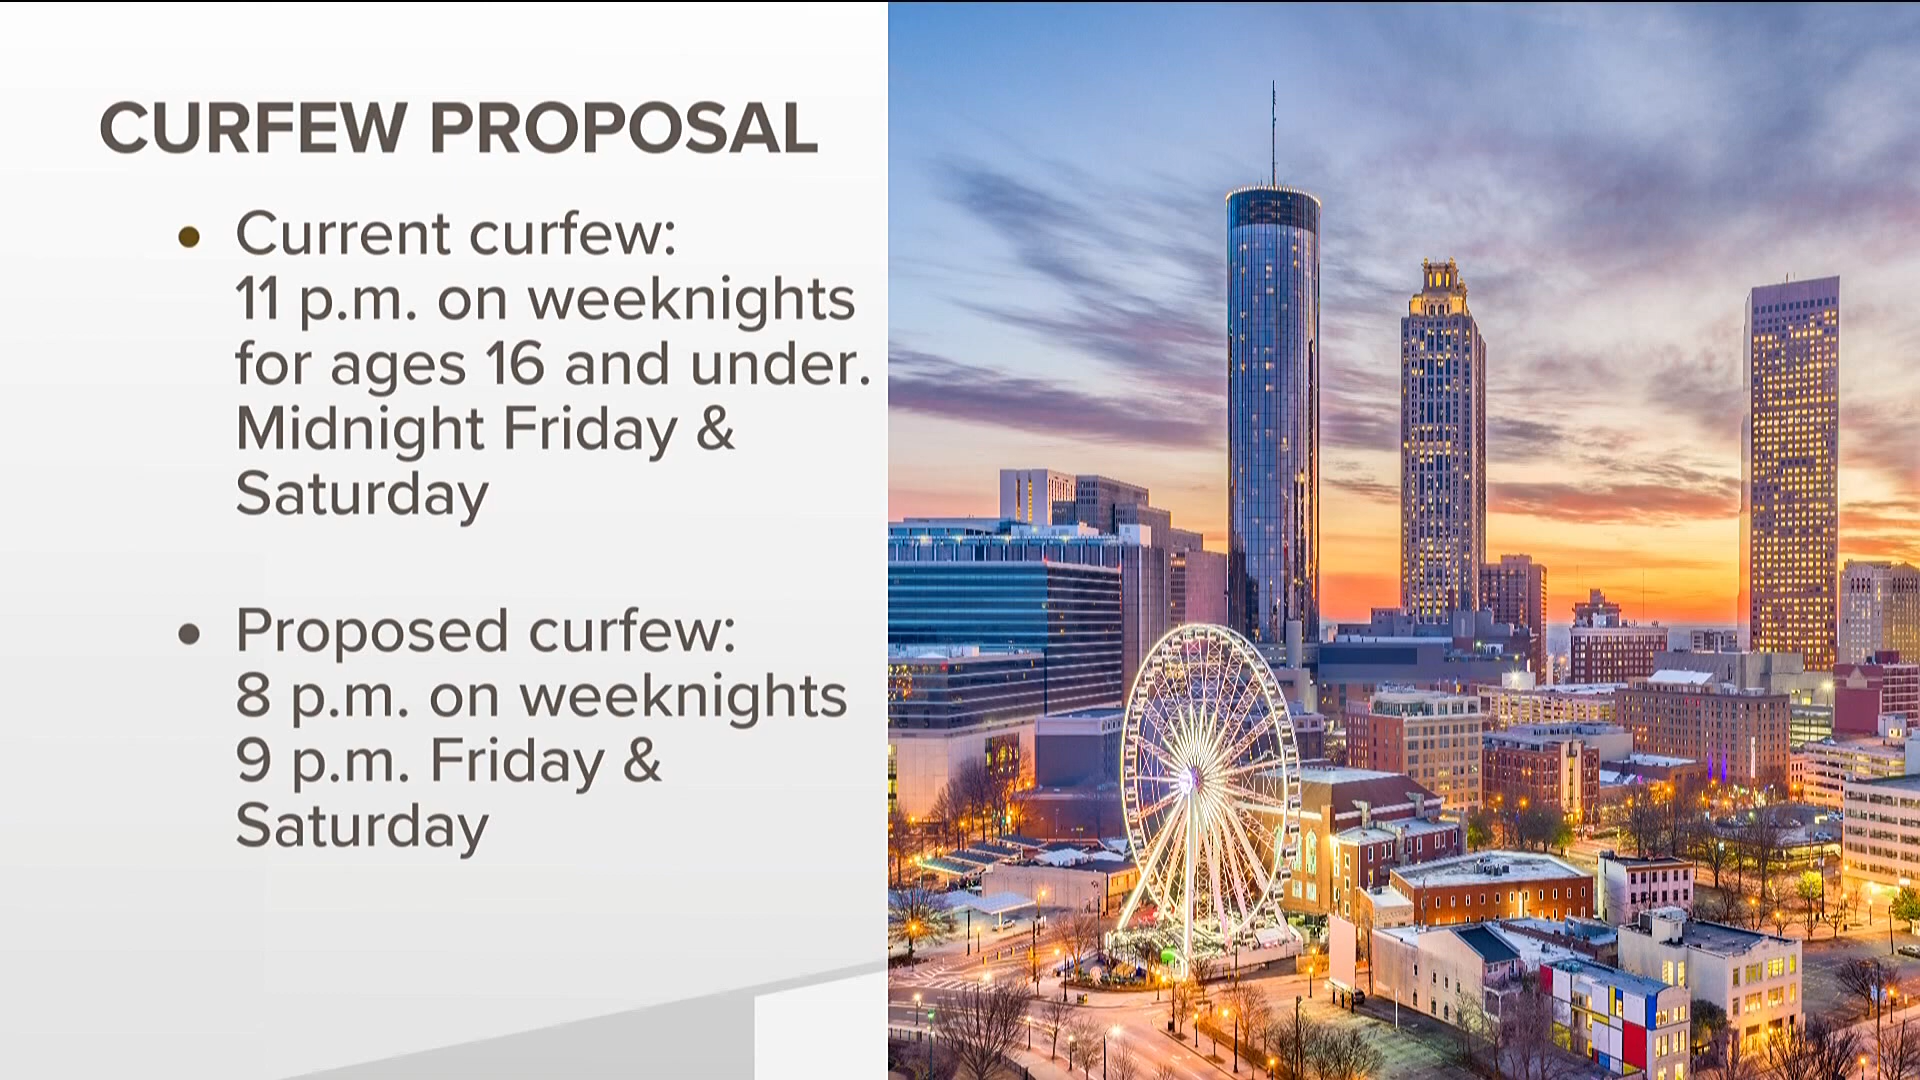 CURFEW PROPOSAL
• Current curfew:
11 p.m. on weeknights
for ages 16 and under.
Midnight Friday &
Saturday
• Proposed curfew:
8 p.m. on weeknights
9 p.m. Friday &
Saturday